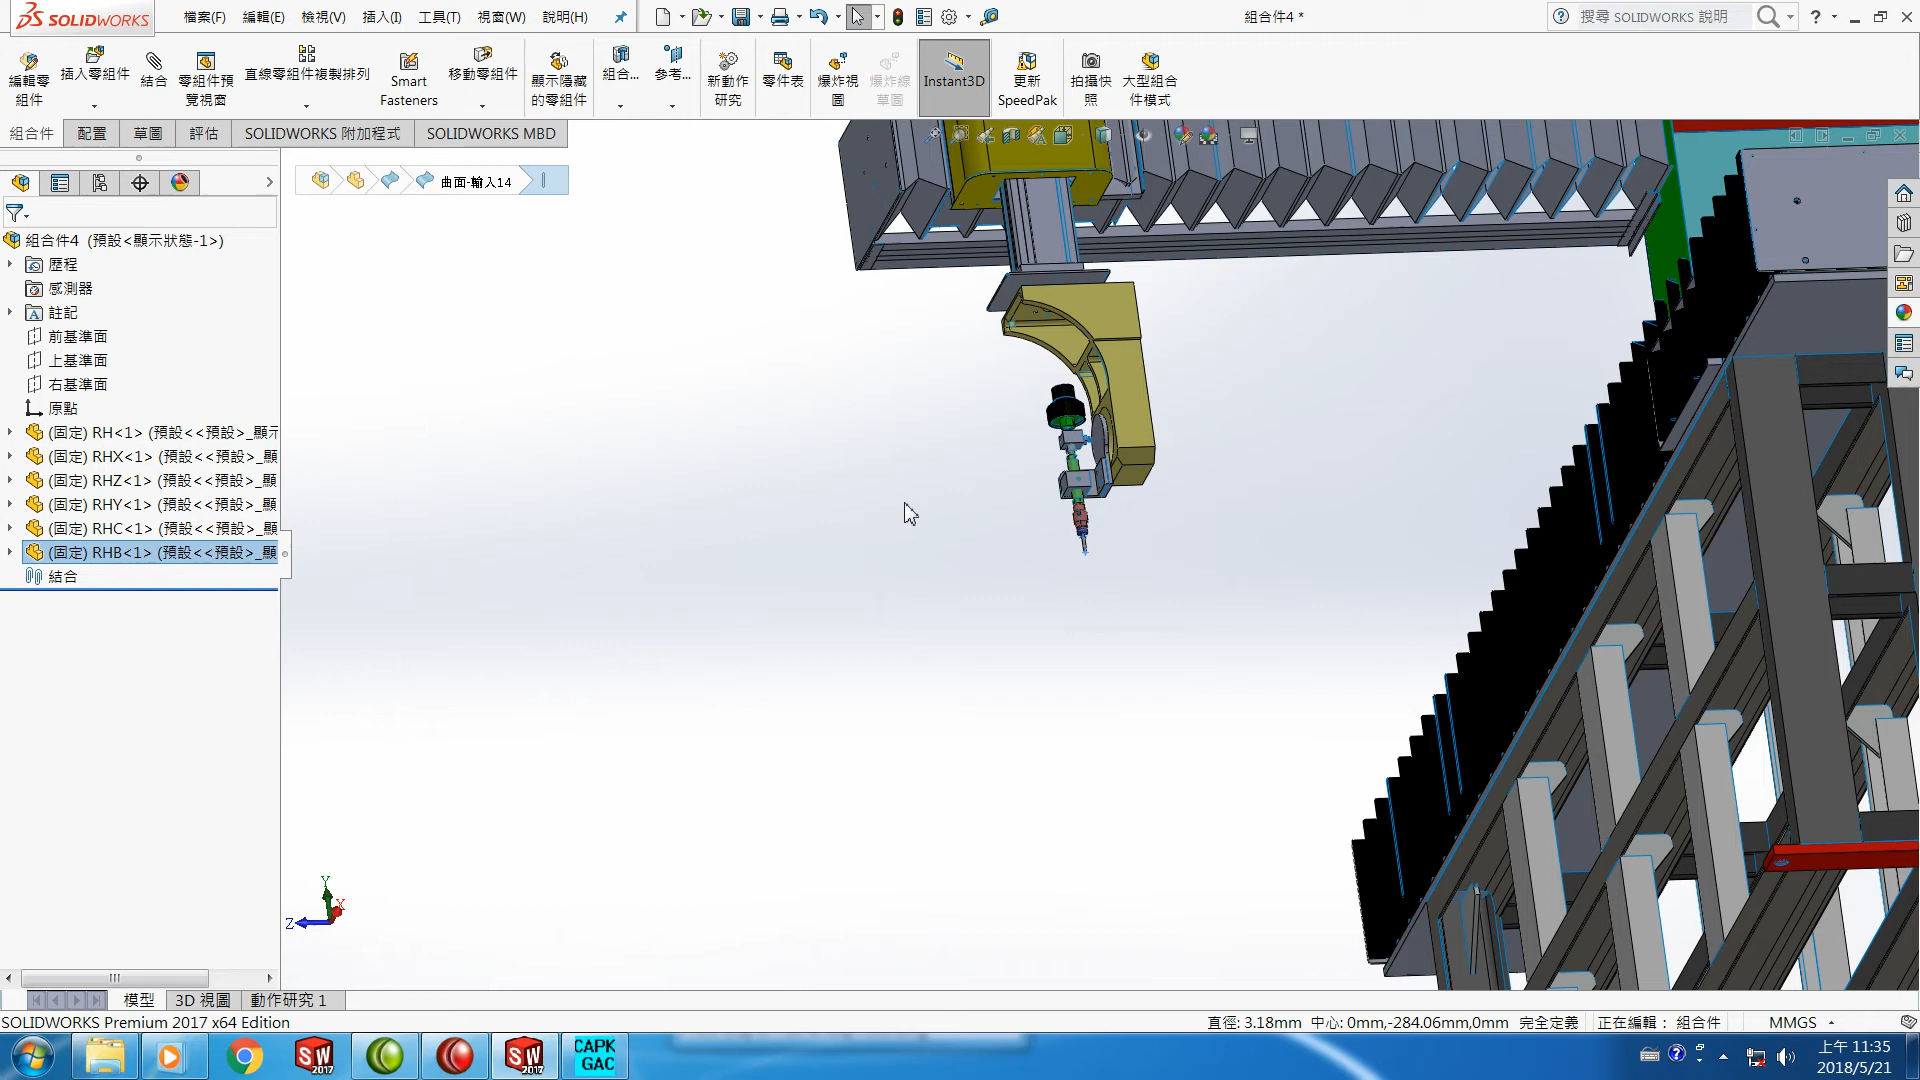 SOLIDWORKS
檔案(F) 編輯(E) 檢視(V) 插入(I) 工具(T) 視窗(W) 說明(H)
組合件4 *
搜尋 SOLIDWORKS 說明
編輯零組件
插入零組件
結合
零組件預覽視窗
直線零組件複製排列
Smart Fasteners
移動零組件
顯示隱藏的零組件
組合...
參考...
新動作研究
零件表
爆炸視圖
爆炸線草圖
Instant3D
更新 SpeedPak
拍攝快照
大型組合件模式
組合件 配置 草圖 評估 SOLIDWORKS 附加程式 SOLIDWORKS MBD
曲面-輸入14
組合件4 (預設<顯示狀態-1>)
歷程
感測器
註記
前基準面
上基準面
右基準面
原點
(固定) RH<1> (預設<<預設>_顯示
(固定) RHX<1> (預設<<預設>_顯
(固定) RHZ<1> (預設<<預設>_顯
(固定) RHY<1> (預設<<預設>_顯
(固定) RHC<1> (預設<<預設>_顯
(固定) RHB<1> (預設<<預設>_顯
結合
Y
X
Z
模型 3D 視圖 動作研究 1
SOLIDWORKS Premium 2017 x64 Edition
直徑: 3.18mm 中心: 0mm,-284.06mm,0mm 完全定義 正在編輯： 組合件 MMGS
SW 2017
SW 2017
CAPK GAC
上午 11:35
2018/5/21